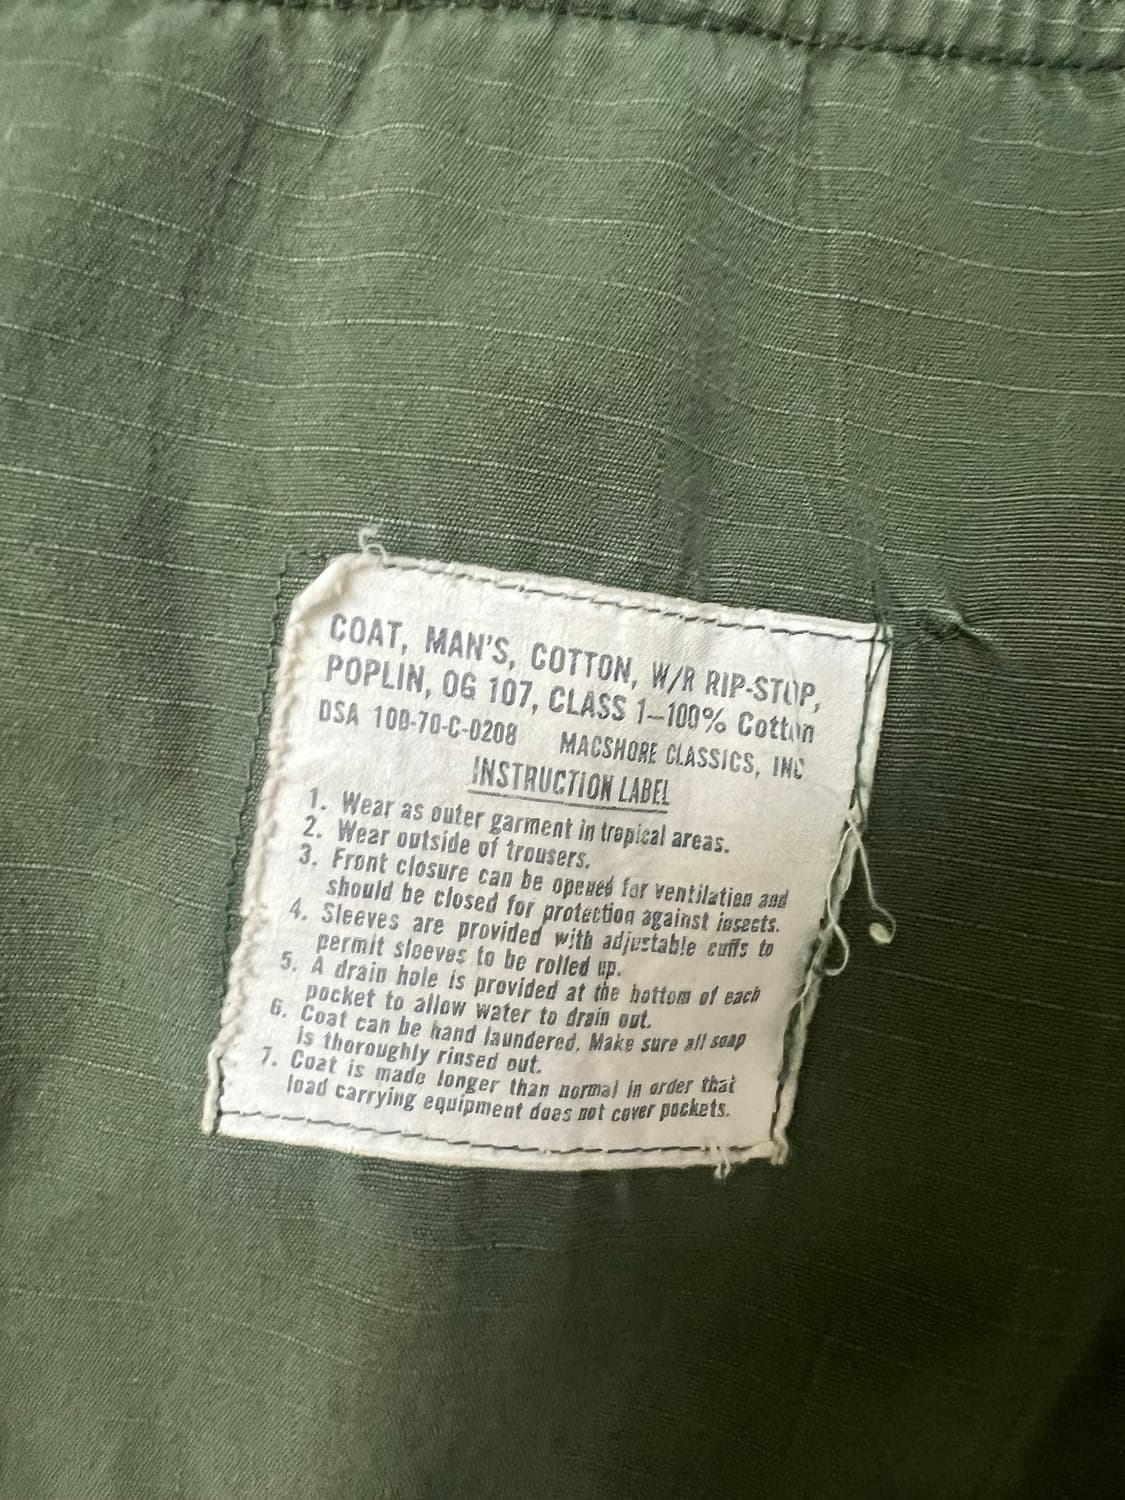 COAT, MAN'S, COTTON, W/R RIP-STOP,
POPLIN, OG 107, CLASS 1—100% Cotton
DSA 100-70-C-0208 MACSHORE CLASSICS, INC
INSTRUCTION LABEL
1. Wear as outer garment in tropical areas.
2. Wear outside of trousers.
3. Front closure can be opened for ventilation and
should be closed for protection against insects.
4. Sleeves are provided with adjustable cuffs to
permit sleeves to be rolled up.
5. A drain hole is provided at the bottom of each
pocket to allow water to drain out.
6. Coat can be hand laundered. Make sure all soap
is thoroughly rinsed out.
7. Coat is made longer than normal in order that
load carrying equipment does not cover pockets.